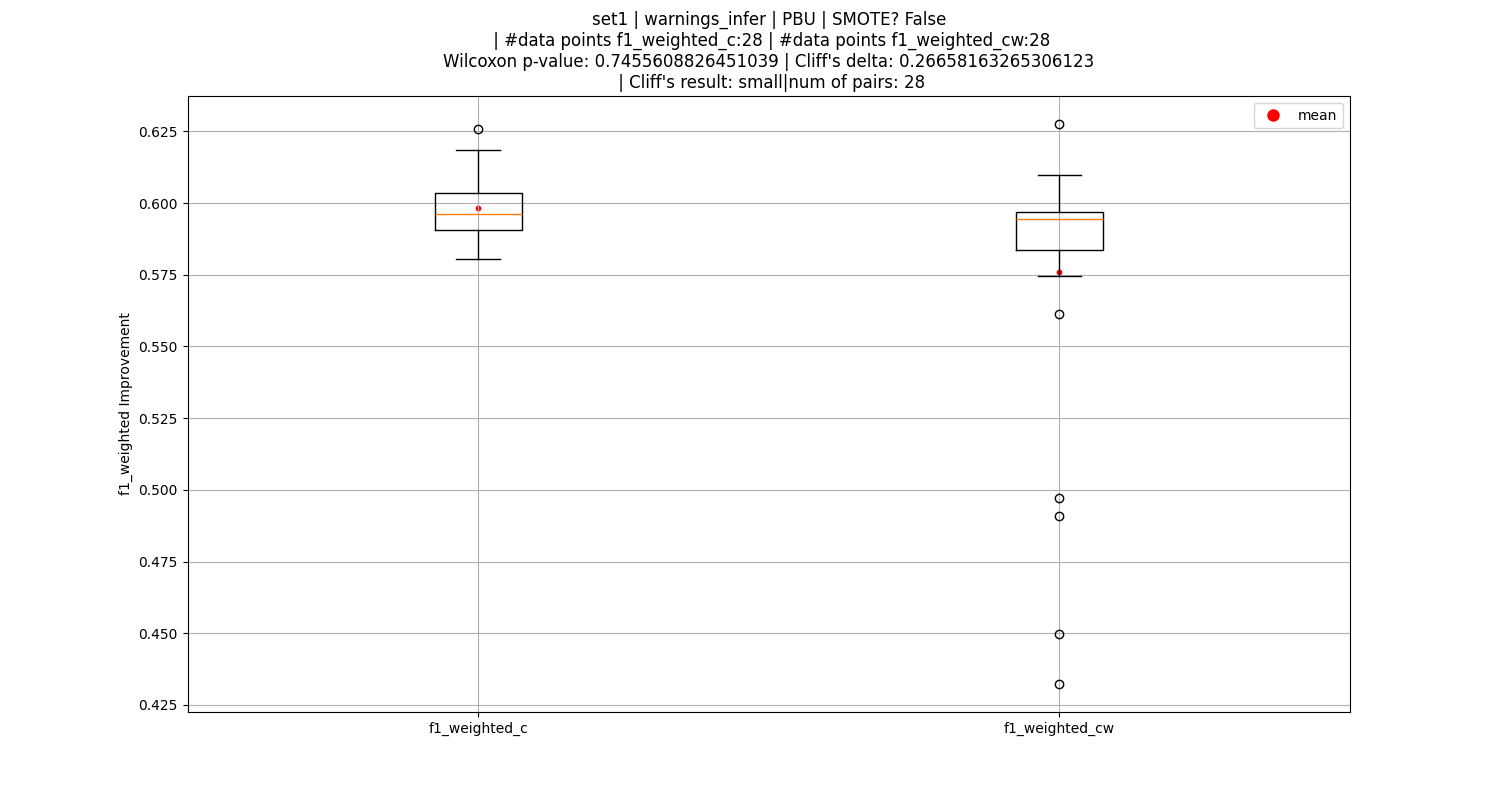 set1 | warnings_infer | PBU | SMOTE? False
| #data points f1_weighted_c:28 | #data points f1_weighted_cw:28
Wilcoxon p-value: 0.7455608826451039 | Cliff's delta: 0.26658163265306123
| Cliff's result: small|num of pairs: 28
mean
f1_weighted Improvement
0.625
0.600
0.575
0.550
0.525
0.500
0.475
0.450
0.425
f1_weighted_c
f1_weighted_cw